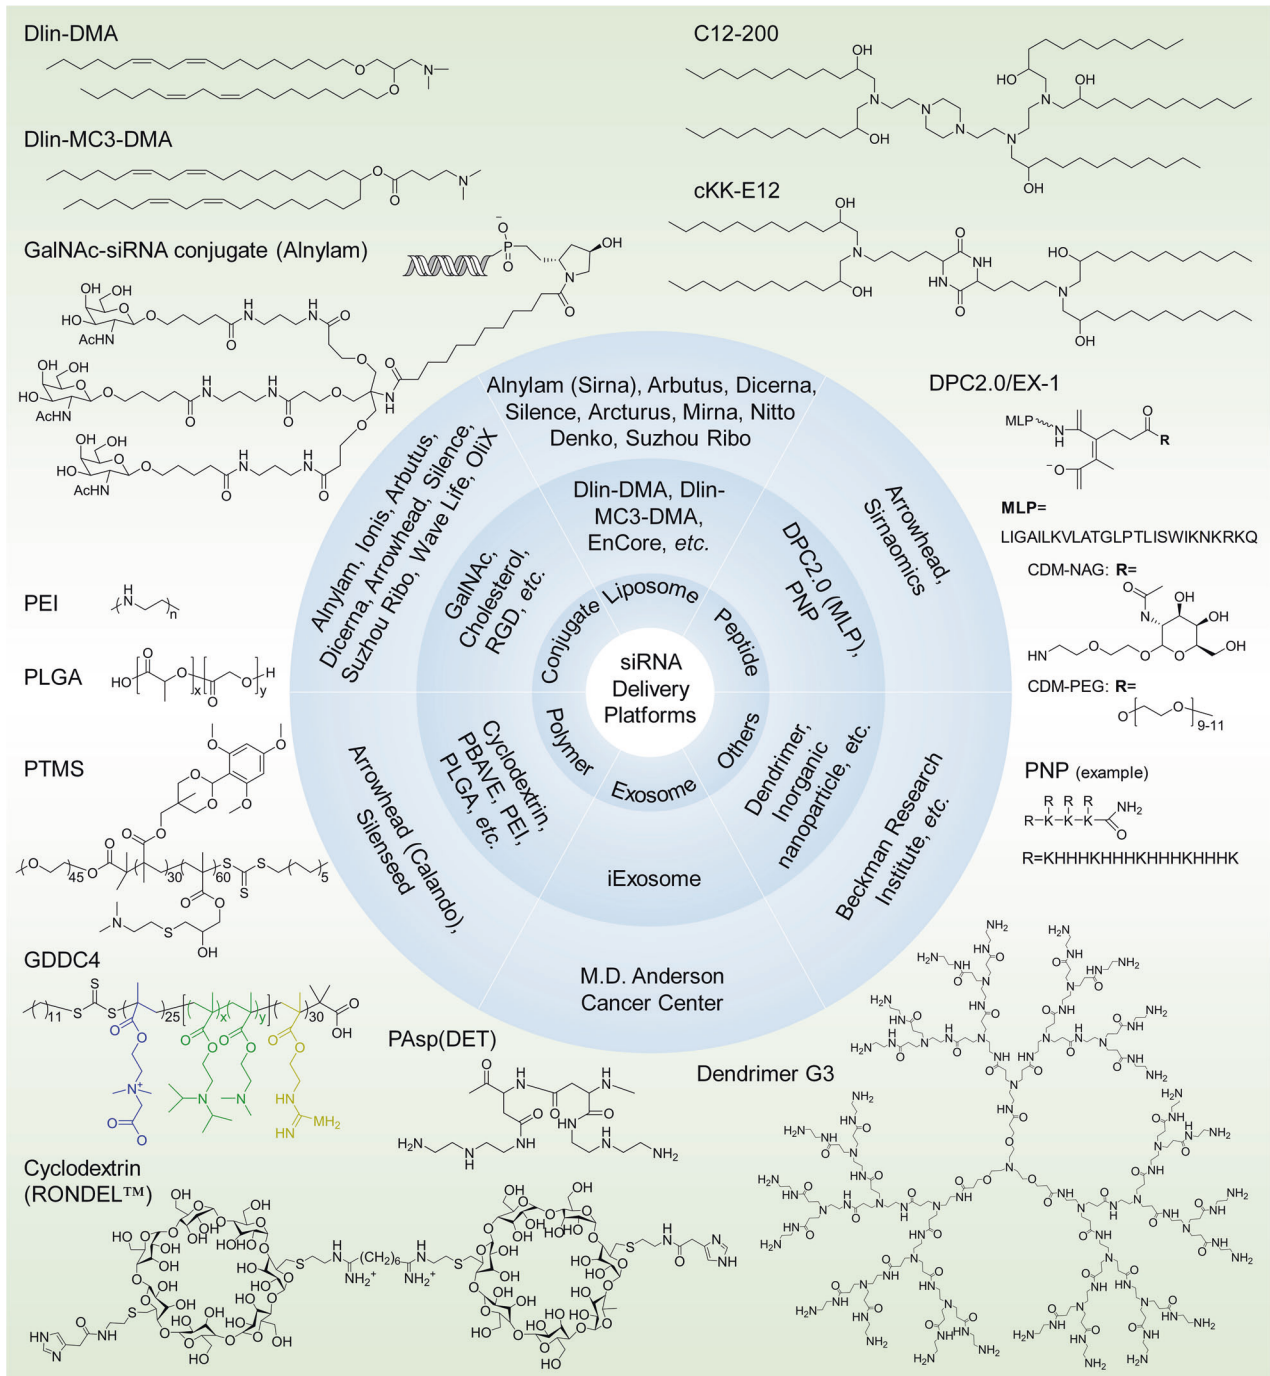 Dlin-DMA
C12-200
Dlin-MC3-DMA
cKK-E12
GalNAc-siRNA conjugate (Alnylam)
DPC2.0/EX-1
MLP=
LIGAILKVLATGLPTLISWIKNKRKQ
CDM-NAG: R=
CDM-PEG: R=
9-11
PNP (example)
R=KHHHKHHHKHHHKHHHK
PEI
PLGA
PTMS
GDDC4
PAsp(DET)
Dendrimer G3
Cyclodextrin
(RONDEL™)
siRNA
Delivery
Platforms
Liposome
Peptide
Others
Exosome
Polymer
Conjugate
Dlin-DMA, Dlin-
MC3-DMA,
EnCore, etc.
DPC2.0 (MLP),
PNP
Dendrimer,
Inorganic
nanoparticle, etc.
iExosome
Cyclodextrin,
PBAVE, PEI,
PLGA, etc.
GalNAc,
Cholesterol,
RGD, etc.
Alnylam (Sirna), Arbutus, Dicerna,
Silence, Arcturus, Mirna, Nitto
Denko, Suzhou Ribo
Arrowhead,
Sirnaomics
Beckman Research
Institute, etc.
M.D. Anderson
Cancer Center
Arrowhead (Calando),
Silenseed
Alnylam, Ionis, Arbutus,
Dicerna, Arrowhead, Silence,
Suzhou Ribo, Wave Life, OliX